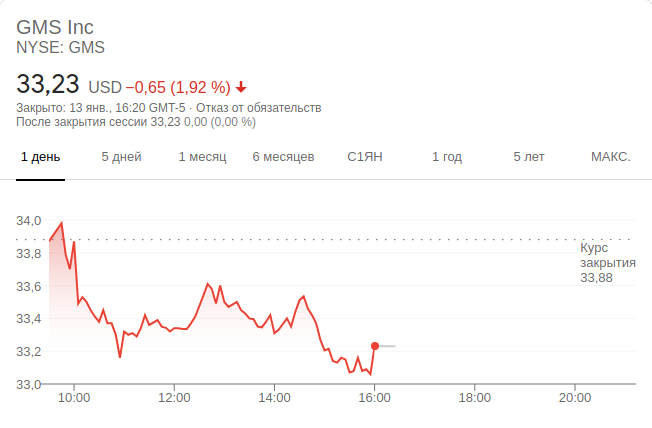 GMS Inc
NYSE: GMS
33,23 USD −0,65 (1,92 %)
Закрыто: 13 янв., 16:20 GMT-5 · Отказ от обязательств
После закрытия сессии 33,23 0,00 (0,00 %)
1 день 5 дней 1 месяц 6 месяцев С1ЯН 1 год 5 лет МАКС.
34,0
33,8
33,6
33,4
33,2
33,0
Курс
закрытия
33,88
10:00 12:00 14:00 16:00 18:00 20:00